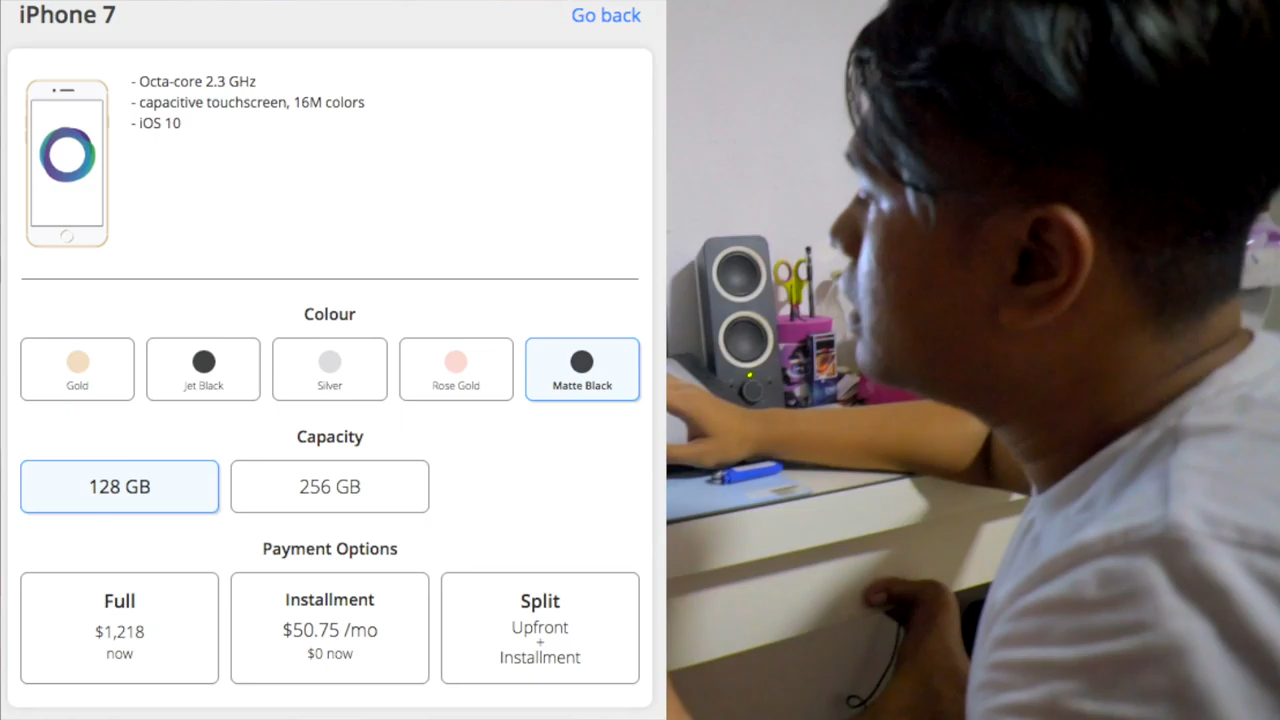 iPhone 7
Go back
- Octa-core 2.3 GHz
- capacitive touchscreen, 16M colors
- iOS 10
Colour
Gold
Jet Black
Silver
Rose Gold
Matte Black
Capacity
128 GB
256 GB
Payment Options
Full
$1,218
now
Installment
$50.75 /mo
$0 now
Split
Upfront
+
Installment